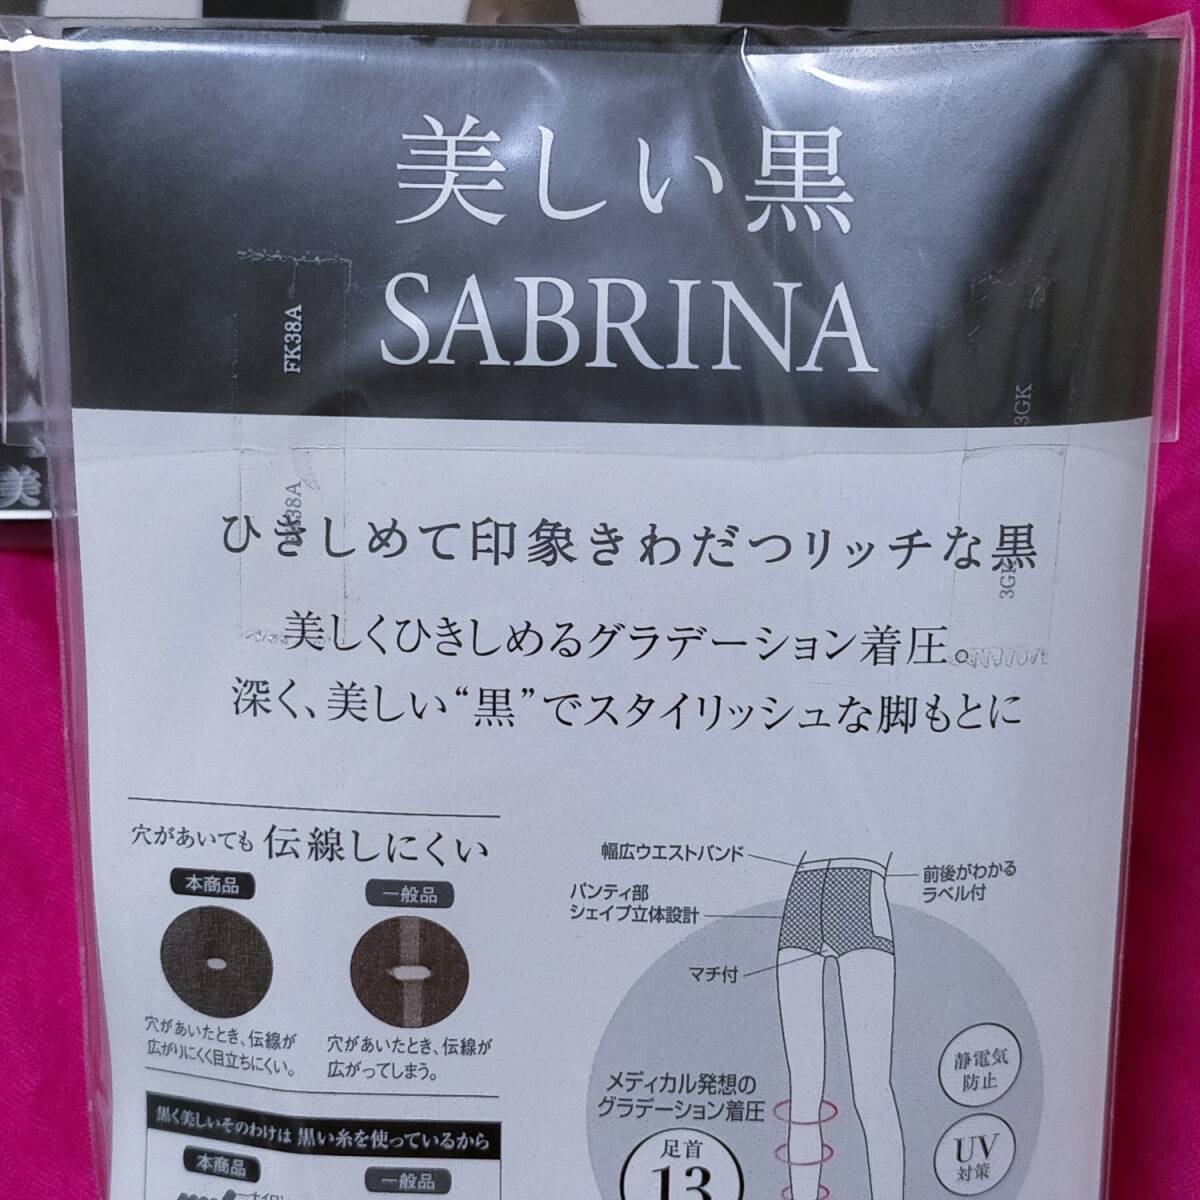 美しい黒
SABRINA
FK38A
3GK
FK38A
3GK
ひきしめて印象きわだつリッチな黒
美しくひきしめるグラデーション着圧。
深く、美しい“黒”でスタイリッシュな脚もとに
穴があいても 伝線しにくい
本商品
一般品
穴があいたとき、伝線が
広がりにくく目立ちにくい。
穴があいたとき、伝線が
広がってしまう。
黒く美しいそのわけは 黒い糸を使っているから
本商品
一般品
幅広ウエストバンド
前後がわかる
ラベル付
パンティ部
シェイプ立体設計
マチ付
メディカル発想の
グラデーション着圧
足首
13
静電気
防止
UV
対策
美